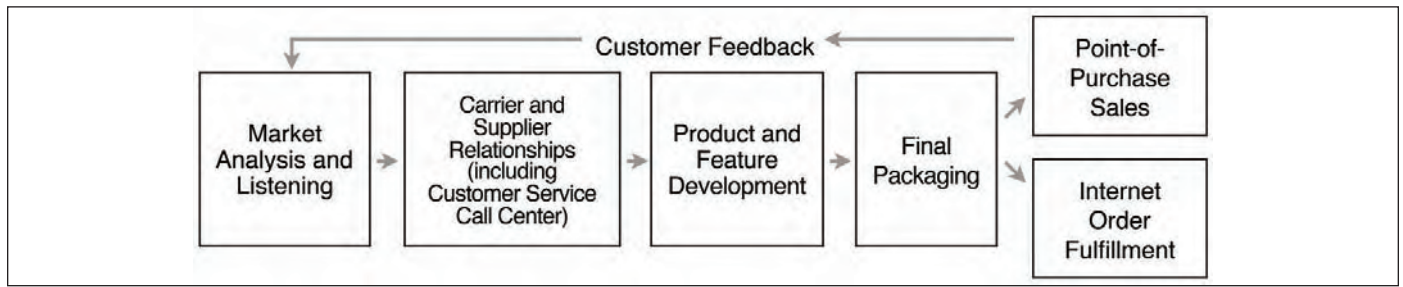 Customer Feedback
Market
Analysis and
Listening
Carrier and
Supplier
Relationships
(including
Customer Service
Call Center)
Product and
Feature
Development
Final
Packaging
Point-of-
Purchase
Sales
Internet
Order
Fulfillment